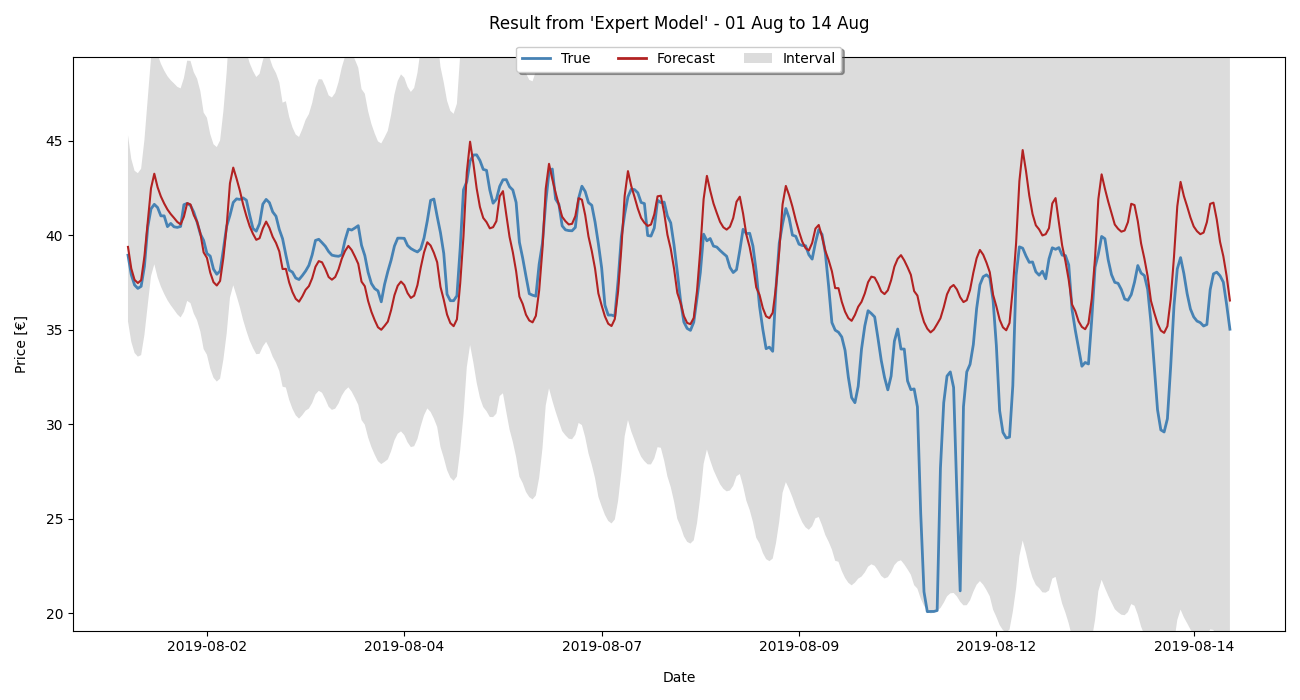 Result from 'Expert Model' - 01 Aug to 14 Aug
True Forecast Interval
45
40
35
30
25
20
Price [€]
2019-08-02 2019-08-04 2019-08-07 2019-08-09 2019-08-12 2019-08-14
Date